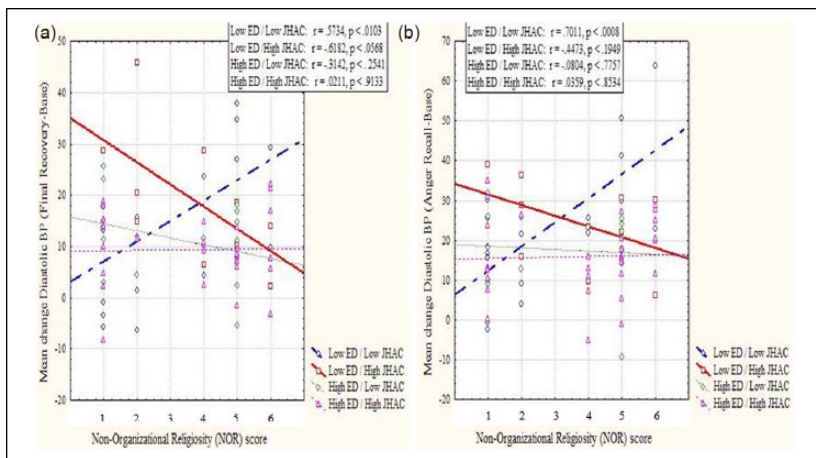 (a)
Low ED / Low JHAC: r = .5734, p < .0103
Low ED /High JHAC: r = -.6182, p < 0.0568
High ED / Low JHAC: r = -.3142, p < . 2541
High ED / High JHAC: r = .0211, p < .9133
50
40
30
20
10
0
-10
-20
Mean change Diastolic BP (Final Recovery-Base)
1 2 3 4 5 6
Non-Organizational Religiosity (NOR) score
Low ED / Low JHAC
Low ED / High JHAC
High ED / Low JHAC
High ED / High JHAC
(b)
Low ED / Low JHAC: r = .7011, p < .0008
Low ED / High JHAC: r = -.4473, p < .1949
High ED / Low JHAC: r = -.0804, p < .7757
High ED / High JHAC: r = .0359, p < .8534
70
60
50
40
30
20
10
0
-10
-20
Mean change Diastolic BP (Anger Recall-Base)
1 2 3 4 5 6
Non-Organizational Religiosity (NOR) score
Low ED / Low JHAC
Low ED / High JHAC
High ED / Low JHAC
High ED / High JHAC